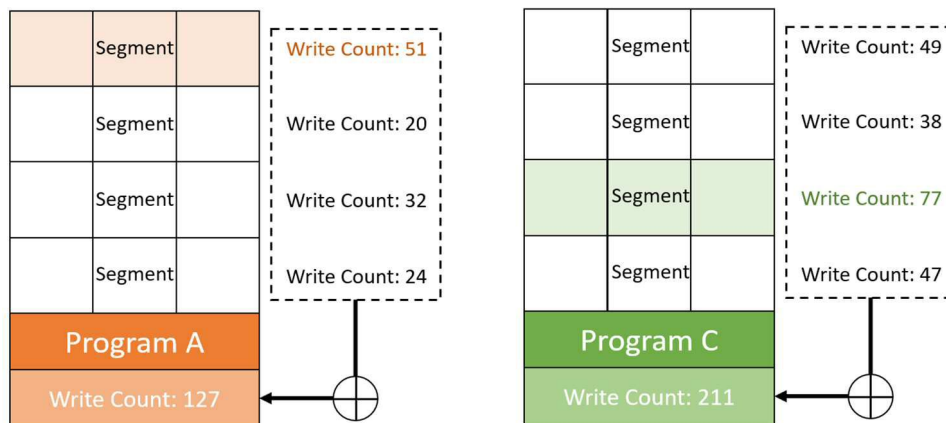 Segment
Write Count: 51
Segment
Write Count: 20
Segment
Write Count: 32
Segment
Write Count: 24
Program A
Write Count: 127
Segment
Write Count: 49
Segment
Write Count: 38
Segment
Write Count: 77
Segment
Write Count: 47
Program C
Write Count: 211